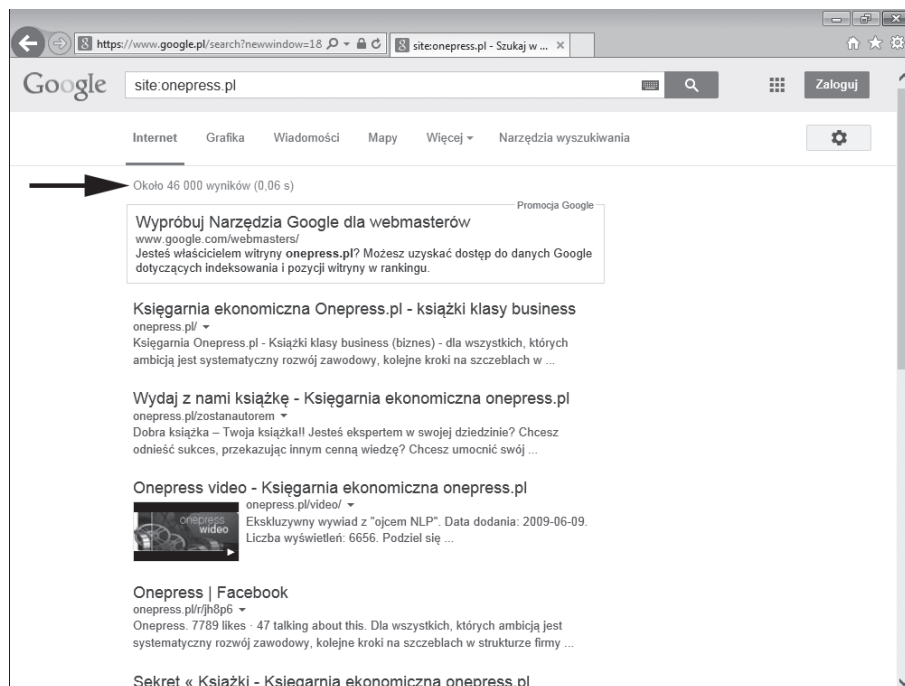 https://www.google.pl/search?newwindow=18
site:onepress.pl - Szukaj w ...
Google
site:onepress.pl
Zaloguj
Internet Grafika Wiadomości Mapy Więcej Narzędzia wyszukiwania
Około 46 000 wyników (0,06 s)
Promocja Google
Wypróbuj Narzędzia Google dla webmasterów
www.google.com/webmasters/
Jesteś właścicielem witryny onepress.pl? Możesz uzyskać dostęp do danych Google
dotyczących indeksowania i pozycji witryny w rankingu.
Księgarnia ekonomiczna Onepress.pl - książki klasy business
onepress.pl/
Księgarnia Onepress.pl - Książki klasy business (biznes) - dla wszystkich, których
ambicją jest systematyczny rozwój zawodowy, kolejne kroki na szczeblach w ...
Wydaj z nami książkę - Księgarnia ekonomiczna onepress.pl
onepress.pl/zostanautorem
Dobra książka – Twoja książka!! Jesteś ekspertem w swojej dziedzinie? Chcesz
odnieść sukces, przekazując innym cenną wiedzę? Chcesz umocnić swój ...
Onepress video - Księgarnia ekonomiczna onepress.pl
onepress.pl/video/
onepress
wideo
Ekskluzywny wywiad z "ojcem NLP". Data dodania: 2009-06-09.
Liczba wyświetleń: 6656. Podziel się ...
Onepress | Facebook
onepress.pl/r/jh8p6
Onepress. 7789 likes · 47 talking about this. Dla wszystkich, których ambicją jest
systematyczny rozwój zawodowy, kolejne kroki na szczeblach w strukturze firmy ...
Sekret « Książki - Księgarnia ekonomiczna onepress.pl